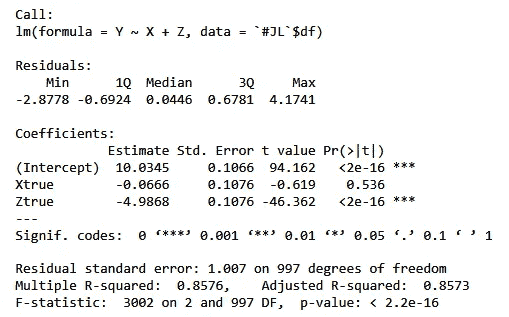 Call:
lm(formula = Y ~ X + Z, data = `#JL`$df)
Residuals:
Min 1Q Median 3Q Max
-2.8778 -0.6924 0.0446 0.6781 4.1741
Coefficients:
Estimate Std. Error t value Pr(>|t|)
(Intercept) 10.0345 0.1066 94.162 <2e-16 ***
Xtrue -0.0666 0.1076 -0.619 0.536
Ztrue -4.9868 0.1076 -46.362 <2e-16 ***
---
Signif. codes: 0 ‘***’ 0.001 ‘**’ 0.01 ‘*’ 0.05 ‘.’ 0.1 ‘ ’ 1
Residual standard error: 1.007 on 997 degrees of freedom
Multiple R-squared: 0.8576, Adjusted R-squared: 0.8573
F-statistic: 3002 on 2 and 997 DF, p-value: < 2.2e-16